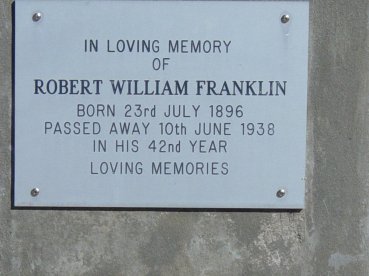 IN LOVING MEMORY
OF
ROBERT WILLIAM FRANKLIN
BORN 23rd JULY 1896
PASSED AWAY 10th JUNE 1938
IN HIS 42nd YEAR
LOVING MEMORIES